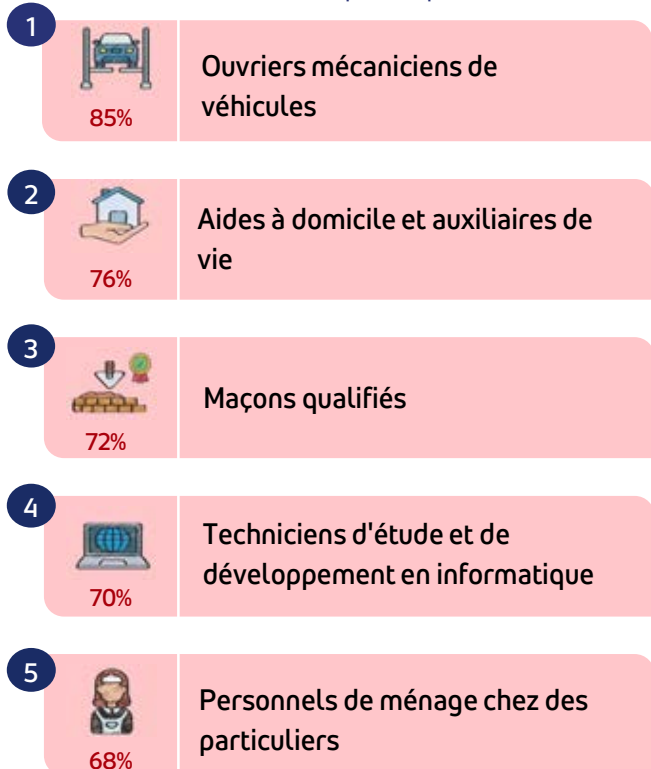 1
Ouvriers mécaniciens de
véhicules
85%
2
Aides à domicile et auxiliaires de
vie
76%
3
Maçons qualifiés
72%
4
Techniciens d'étude et de
développement en informatique
70%
5
Personnels de ménage chez des
particuliers
68%